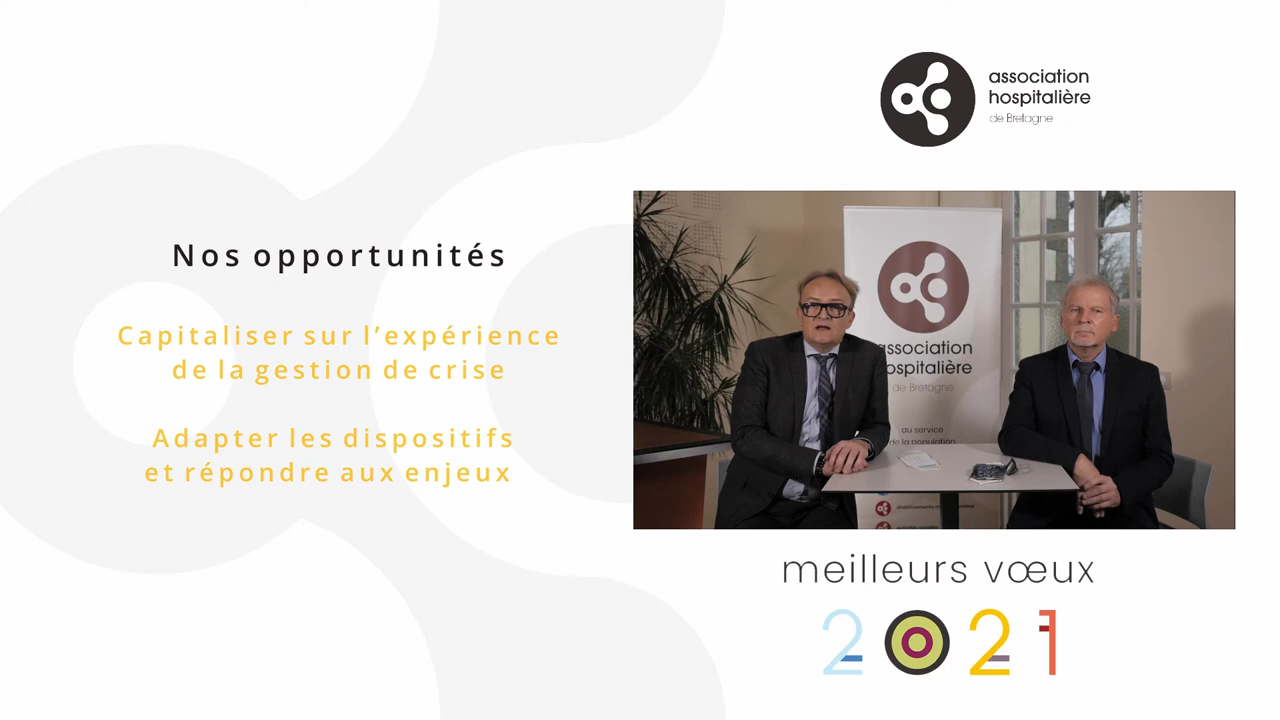 Nos opportunités
Capitaliser sur l'expérience
de la gestion de crise
Adapter les dispositifs
et répondre aux enjeux
association
hospitalière
de Bretagne
association
hospitalière
de Bretagne
au service
de la population
meilleurs vœux
2021